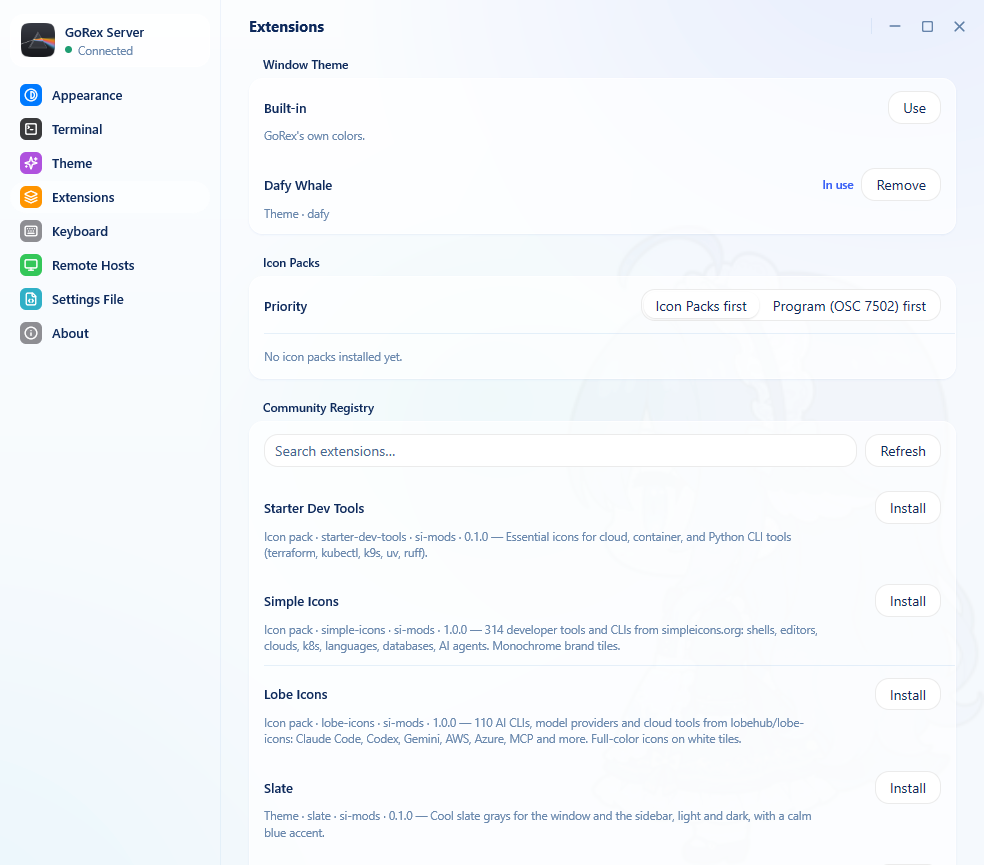 GoRex Server
Connected
Appearance
Terminal
Theme
Extensions
Keyboard
Remote Hosts
Settings File
About
Extensions
Window Theme
Built-in
Use
GoRex's own colors.
Dafy Whale
In use
Remove
Theme · dafy
Icon Packs
Priority
Icon Packs first
Program (OSC 7502) first
No icon packs installed yet.
Community Registry
Search extensions...
Refresh
Starter Dev Tools
Install
Icon pack · starter-dev-tools · si-mods · 0.1.0 — Essential icons for cloud, container, and Python CLI tools
(terraform, kubectl, k9s, uv, ruff).
Simple Icons
Install
Icon pack · simple-icons · si-mods · 1.0.0 — 314 developer tools and CLIs from simpleicons.org: shells, editors,
clouds, k8s, languages, databases, AI agents. Monochrome brand tiles.
Lobe Icons
Install
Icon pack · lobe-icons · si-mods · 1.0.0 — 110 AI CLIs, model providers and cloud tools from lobehub/lobe-
icons: Claude Code, Codex, Gemini, AWS, Azure, MCP and more. Full-color icons on white tiles.
Slate
Install
Theme · slate · si-mods · 0.1.0 — Cool slate grays for the window and the sidebar, light and dark, with a calm
blue accent.